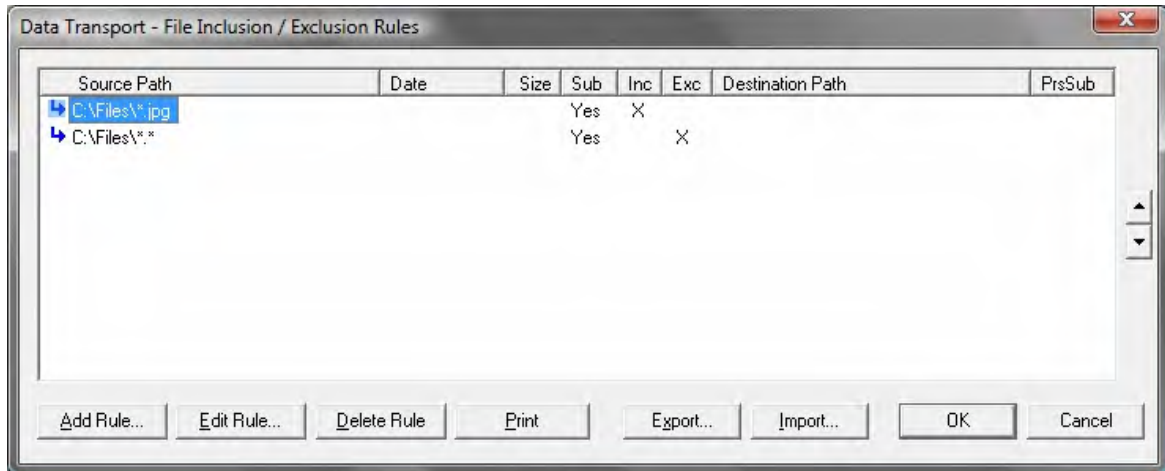 Data Transport - File Inclusion / Exclusion Rules
Source Path Date Size Sub Inc Exc Destination Path PrsSub
C:\Files\*.jpg Yes X
C:\Files\*.* Yes X
Add Rule... Edit Rule... Delete Rule Print Export... Import... OK Cancel